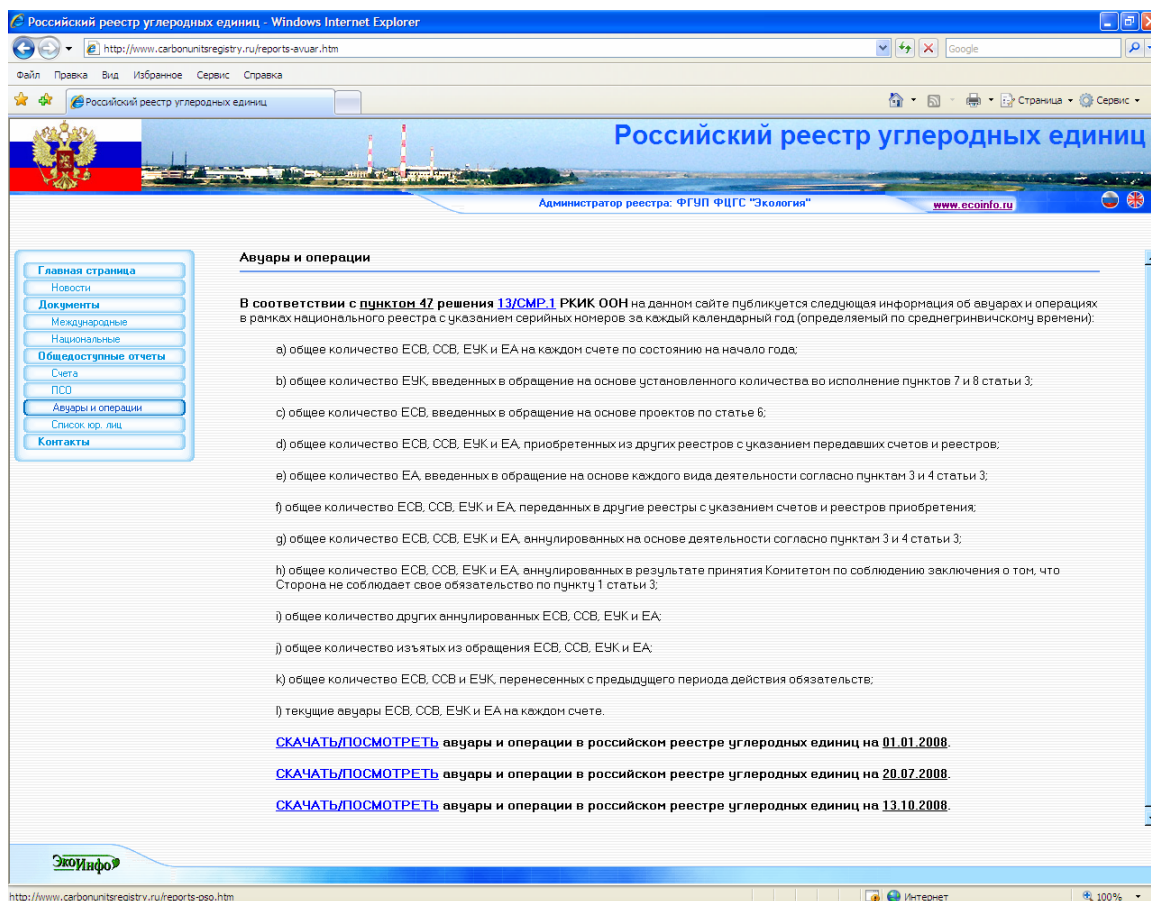 Российский реестр углеродных единиц - Windows Internet Explorer
http://www.carbonunitsregistry.ru/reports-avuar.htm
Google
Файл Правка Вид Избранное Сервис Справка
Российский реестр углеродных единиц
Страница Сервис
Российский реестр углеродных единиц
Администратор реестра: ФГУП ФЦГС "Экология"
www.ecoinfo.ru
Главная страница
Новости
Документы
Международные
Национальные
Общедоступные отчеты
Счета
ПСО
Авуары и операции
Список юр. лиц
Контакты
Авуары и операции
В соответствии с пунктом 47 решения 13/CMP.1 РКИК ООН на данном сайте публикуется следующая информация об авуарах и операциях
в рамках национального реестра с указанием серийных номеров за каждый календарный год (определяемый по среднегринвичскому времени):
a) общее количество ЕСВ, ССВ, ЕУК и ЕА на каждом счете по состоянию на начало года;
b) общее количество ЕУК, введенных в обращение на основе установленного количества во исполнение пунктов 7 и 8 статьи 3;
c) общее количество ЕСВ, введенных в обращение на основе проектов по статье 6;
d) общее количество ЕСВ, ССВ, ЕУК и ЕА, приобретенных из других реестров с указанием передавших счетов и реестров;
e) общее количество ЕА, введенных в обращение на основе каждого вида деятельности согласно пунктам 3 и 4 статьи 3;
f) общее количество ЕСВ, ССВ, ЕУК и ЕА, переданных в другие реестры с указанием счетов и реестров приобретения;
g) общее количество ЕСВ, ССВ, ЕУК и ЕА, аннулированных на основе деятельности согласно пунктам 3 и 4 статьи 3;
h) общее количество ЕСВ, ССВ, ЕУК и ЕА, аннулированных в результате принятия Комитетом по соблюдению заключения о том, что
Сторона не соблюдает свое обязательство по пункту 1 статьи 3;
i) общее количество других аннулированных ЕСВ, ССВ, ЕУК и ЕА;
j) общее количество изъятых из обращения ЕСВ, ССВ, ЕУК и ЕА;
k) общее количество ЕСВ, ССВ и ЕУК, перенесенных с предыдущего периода действия обязательств;
l) текущие авуары ЕСВ, ССВ, ЕУК и ЕА на каждом счете.
СКАЧАТЬ/ПОСМОТРЕТЬ авуары и операции в российском реестре углеродных единиц на 01.01.2008.
СКАЧАТЬ/ПОСМОТРЕТЬ авуары и операции в российском реестре углеродных единиц на 20.07.2008.
СКАЧАТЬ/ПОСМОТРЕТЬ авуары и операции в российском реестре углеродных единиц на 13.10.2008.
ЭкоИнфо
http://www.carbonunitsregistry.ru/reports-pso.htm
Интернет
100%